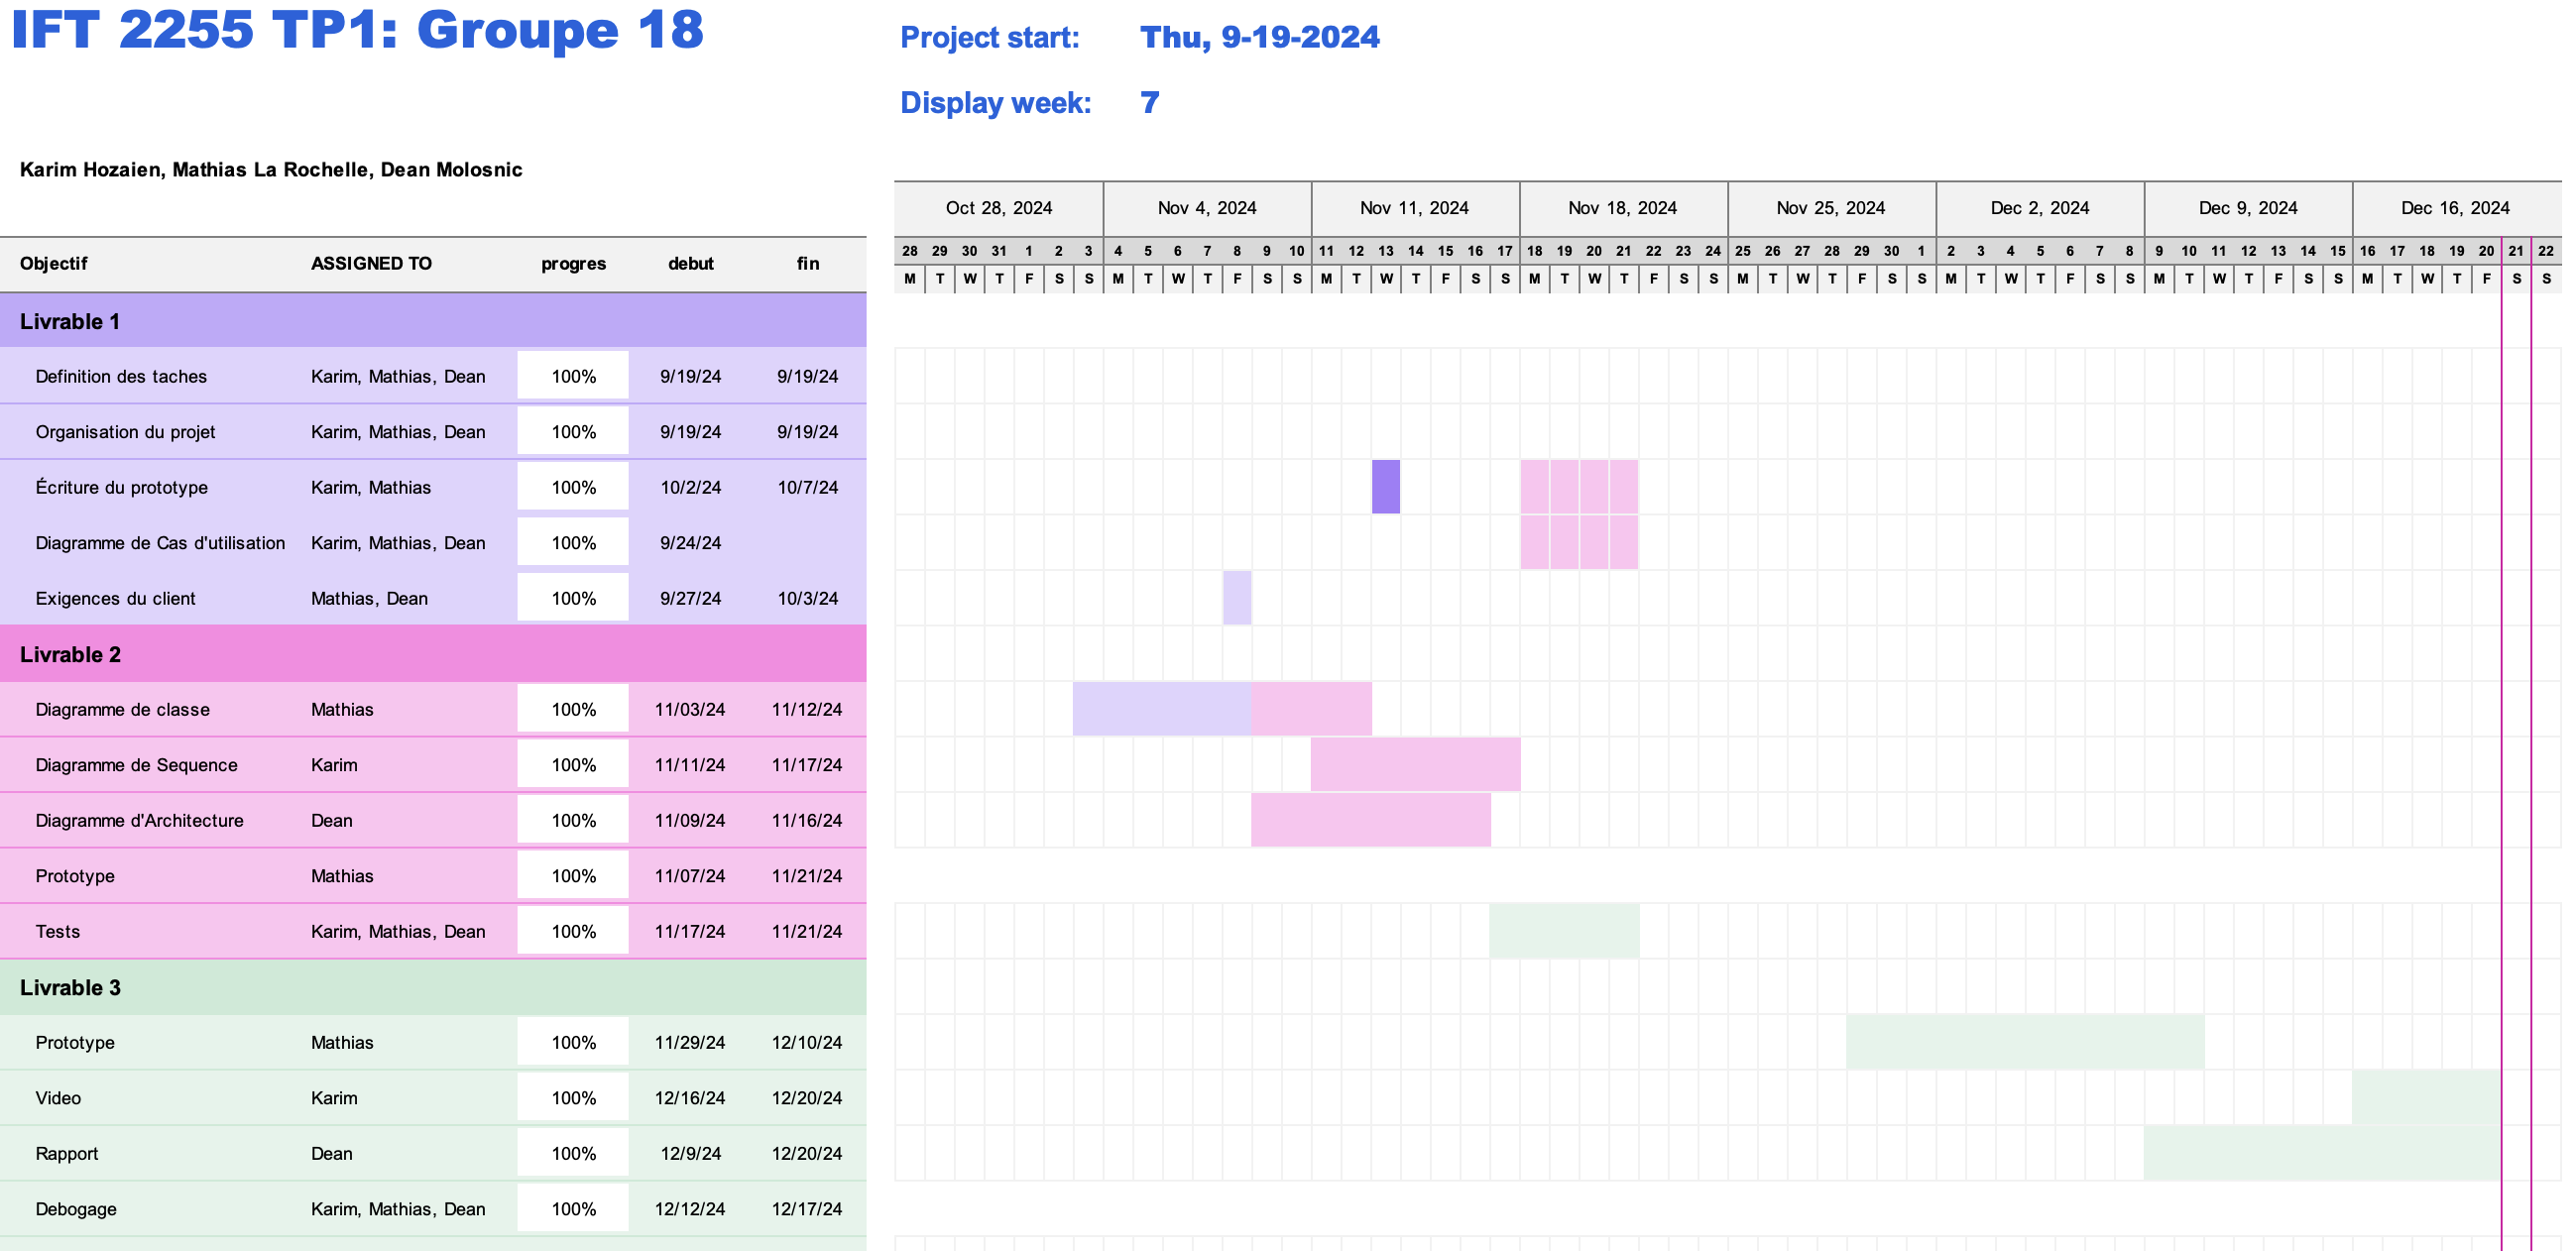 IFT 2255 TP1: Groupe 18
Project start: Thu, 9-19-2024
Display week: 7
Karim Hozaien, Mathias La Rochelle, Dean Molosnic
Oct 28, 2024 Nov 4, 2024 Nov 11, 2024 Nov 18, 2024 Nov 25, 2024 Dec 2, 2024 Dec 9, 2024 Dec 16, 2024
28 29 30 31 1 2 3 4 5 6 7 8 9 10 11 12 13 14 15 16 17 18 19 20 21 22 23 24 25 26 27 28 29 30 1 2 3 4 5 6 7 8 9 10 11 12 13 14 15 16 17 18 19 20 21 22
Objectif ASSIGNED TO progres debut fin
M T W T F S S M T W T F S S M T W T F S S M T W T F S S M T W T F S S M T W T F S S M T W T F S S M T W T F S S
Livrable 1
Definition des taches Karim, Mathias, Dean 100% 9/19/24 9/19/24
Organisation du projet Karim, Mathias, Dean 100% 9/19/24 9/19/24
Écriture du prototype Karim, Mathias 100% 10/2/24 10/7/24
Diagramme de Cas d'utilisation Karim, Mathias, Dean 100% 9/24/24
Exigences du client Mathias, Dean 100% 9/27/24 10/3/24
Livrable 2
Diagramme de classe Mathias 100% 11/03/24 11/12/24
Diagramme de Sequence Karim 100% 11/11/24 11/17/24
Diagramme d'Architecture Dean 100% 11/09/24 11/16/24
Prototype Mathias 100% 11/07/24 11/21/24
Tests Karim, Mathias, Dean 100% 11/17/24 11/21/24
Livrable 3
Prototype Mathias 100% 11/29/24 12/10/24
Video Karim 100% 12/16/24 12/20/24
Rapport Dean 100% 12/9/24 12/20/24
Debogage Karim, Mathias, Dean 100% 12/12/24 12/17/24